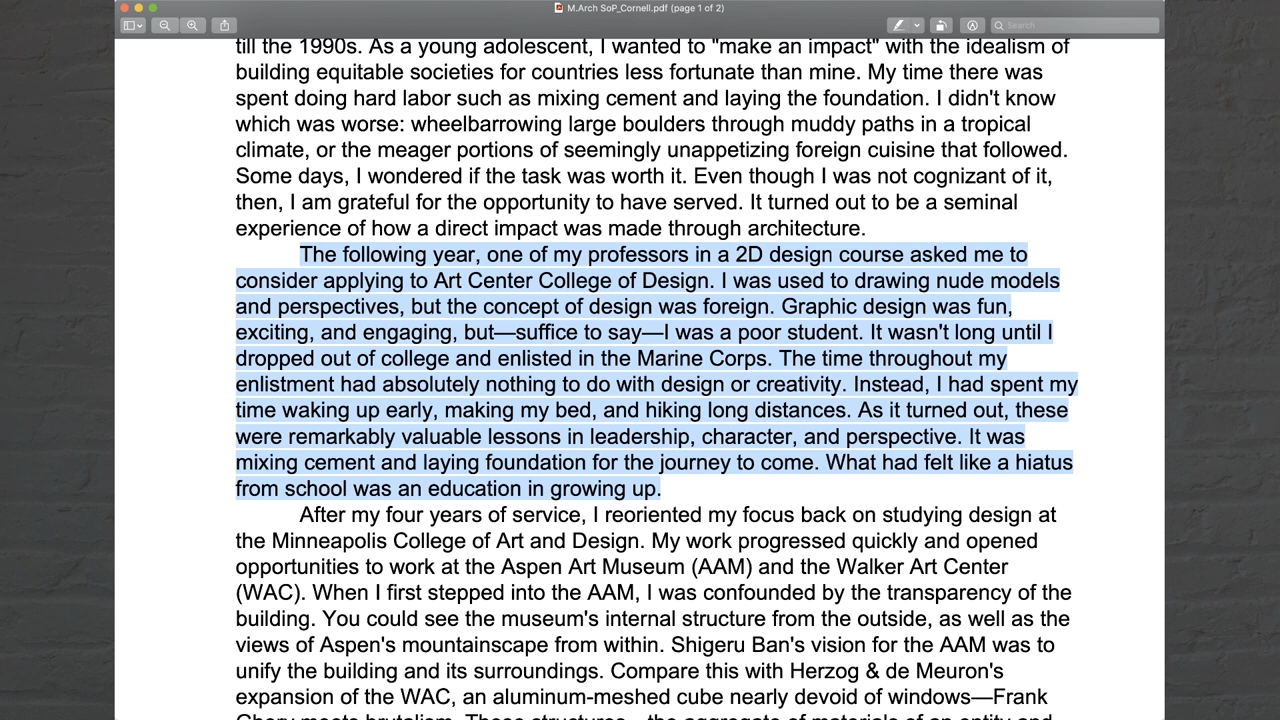 M.Arch SoP_Cornell.pdf (page 1 of 2)
Search
till the 1990s. As a young adolescent, I wanted to "make an impact" with the idealism of
building equitable societies for countries less fortunate than mine. My time there was
spent doing hard labor such as mixing cement and laying the foundation. I didn't know
which was worse: wheelbarrowing large boulders through muddy paths in a tropical
climate, or the meager portions of seemingly unappetizing foreign cuisine that followed.
Some days, I wondered if the task was worth it. Even though I was not cognizant of it,
then, I am grateful for the opportunity to have served. It turned out to be a seminal
experience of how a direct impact was made through architecture.
The following year, one of my professors in a 2D design course asked me to
consider applying to Art Center College of Design. I was used to drawing nude models
and perspectives, but the concept of design was foreign. Graphic design was fun,
exciting, and engaging, but—suffice to say—I was a poor student. It wasn't long until I
dropped out of college and enlisted in the Marine Corps. The time throughout my
enlistment had absolutely nothing to do with design or creativity. Instead, I had spent my
time waking up early, making my bed, and hiking long distances. As it turned out, these
were remarkably valuable lessons in leadership, character, and perspective. It was
mixing cement and laying foundation for the journey to come. What had felt like a hiatus
from school was an education in growing up.
After my four years of service, I reoriented my focus back on studying design at
the Minneapolis College of Art and Design. My work progressed quickly and opened
opportunities to work at the Aspen Art Museum (AAM) and the Walker Art Center
(WAC). When I first stepped into the AAM, I was confounded by the transparency of the
building. You could see the museum's internal structure from the outside, as well as the
views of Aspen's mountainscape from within. Shigeru Ban's vision for the AAM was to
unify the building and its surroundings. Compare this with Herzog & de Meuron's
expansion of the WAC, an aluminum-meshed cube nearly devoid of windows—Frank
Ghery meets brutalism. These structures—the aggregate of materials of an entity and